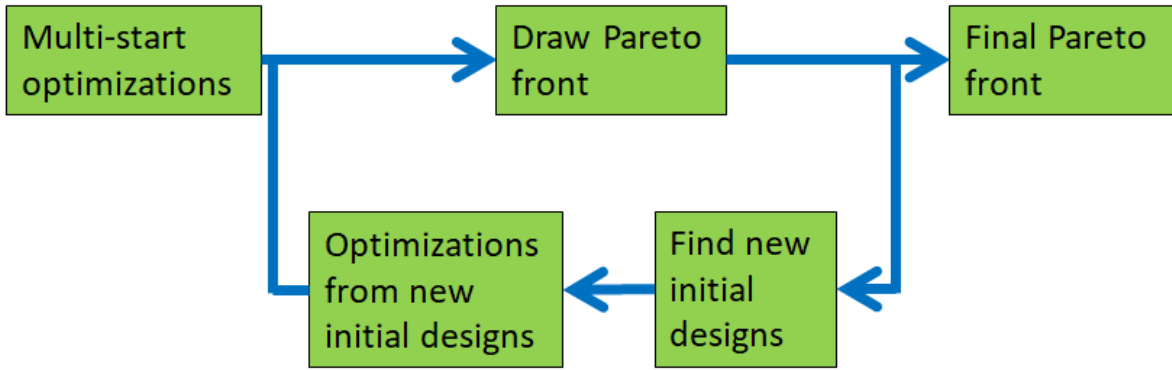 Multi-start
optimizations
Draw Pareto
front
Final Pareto
front
Optimizations
from new
initial designs
Find new
initial
designs